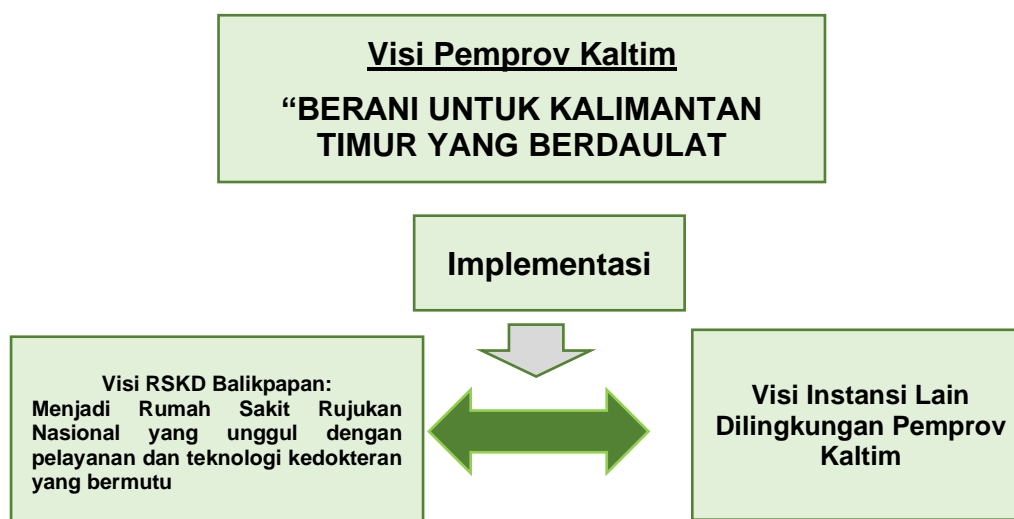 Visi Pemprov Kaltim
“BERANI UNTUK KALIMANTAN
TIMUR YANG BERDAULAT
Implementasi
Visi RSKD Balikpapan:
Menjadi Rumah Sakit Rujukan
Nasional yang unggul dengan
pelayanan dan teknologi kedokteran
yang bermutu
Visi Instansi Lain
Dilingkungan Pemprov
Kaltim